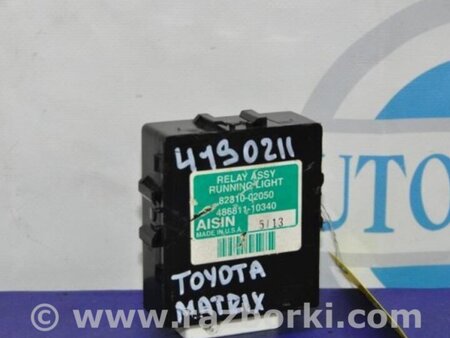 4190211
RELAY ASSY
RUNNING LIGHT
82810-02050
486811-10340
AISIN 5/13
MADE IN U.S.A.
TOYOTA
MATRIX
UTO
www.razborki.com